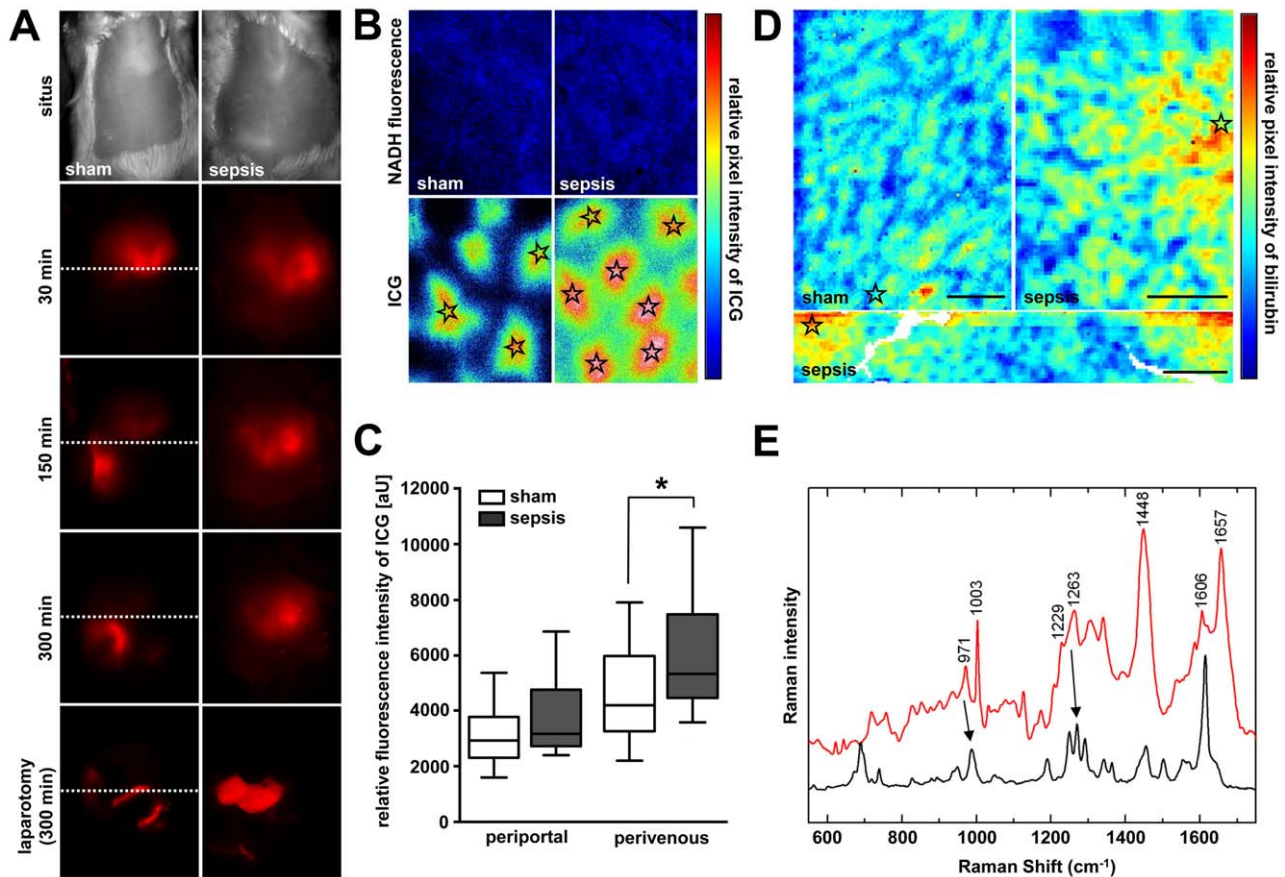 A
situs
sham
sepsis
30 min
150 min
300 min
laparotomy
(300 min)
B
NADH fluorescence
sham
sepsis
ICG
relative pixel intensity of ICG
C
relative fluorescence intensity of ICG [aU]
12000
10000
8000
6000
4000
2000
0
sham
sepsis
*
periportal
perivenous
D
sham
sepsis
sepsis
relative pixel intensity of bilirubin
E
Raman intensity
971
1003
1229
1263
1448
1606
1657
600
800
1000
1200
1400
1600
Raman Shift (cm⁻¹)